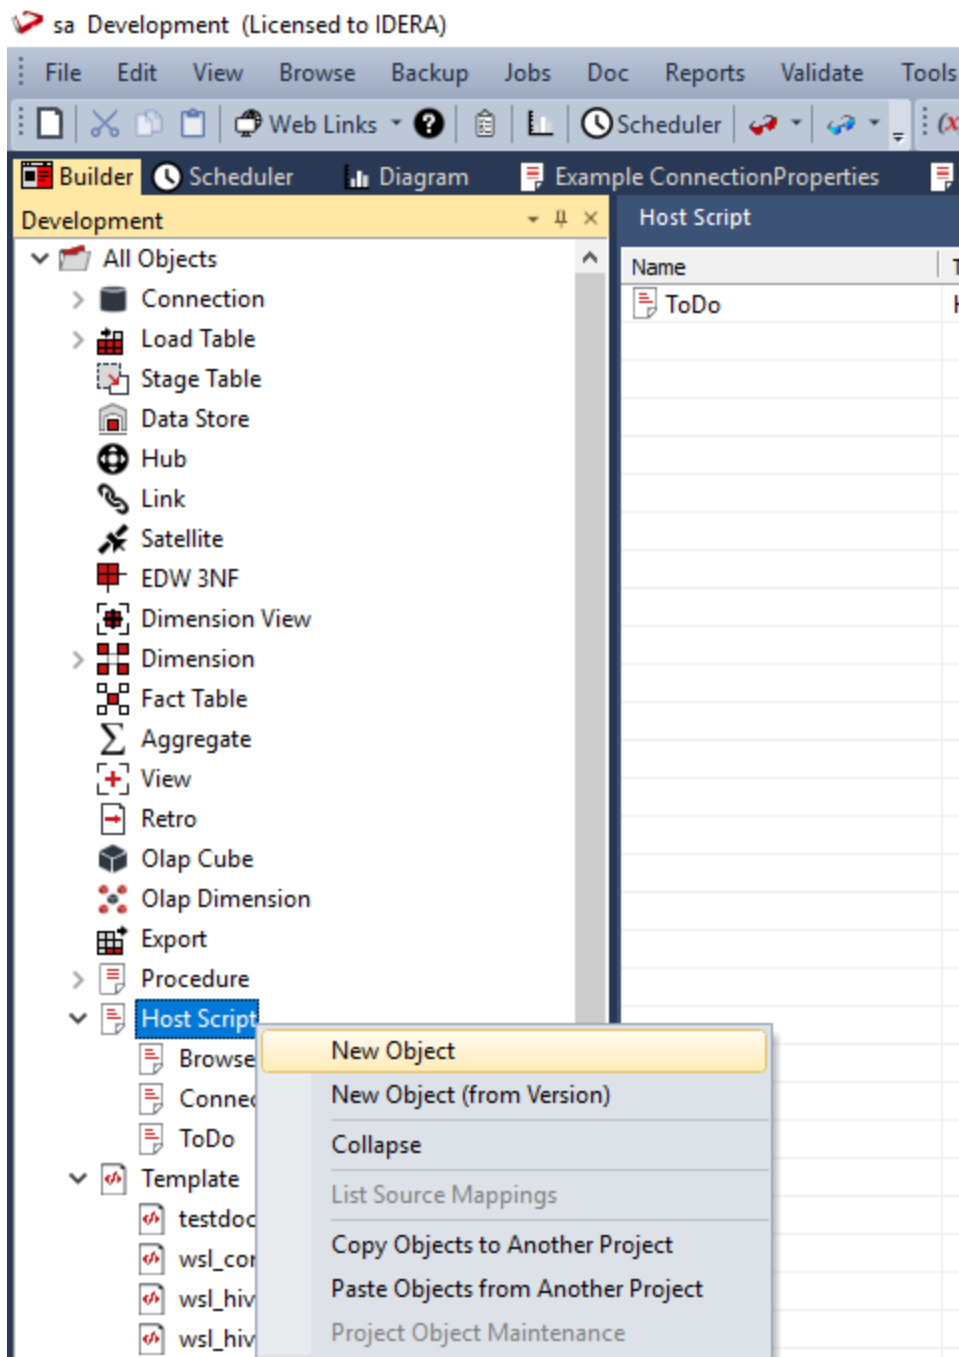 sa Development (Licensed to IDERA)
File Edit View Browse Backup Jobs Doc Reports Validate Tools
Web Links Scheduler
Builder Scheduler Diagram Example ConnectionProperties
Development
Host Script
All Objects
Name
Connection
ToDo
Load Table
Stage Table
Data Store
Hub
Link
Satellite
EDW 3NF
Dimension View
Dimension
Fact Table
Aggregate
View
Retro
Olap Cube
Olap Dimension
Export
Procedure
Host Script
New Object
Browse
New Object (from Version)
Connec
Collapse
ToDo
Template
List Source Mappings
testdoc
Copy Objects to Another Project
wsl_cor
Paste Objects from Another Project
wsl_hiv
Project Object Maintenance
wsl_hiv